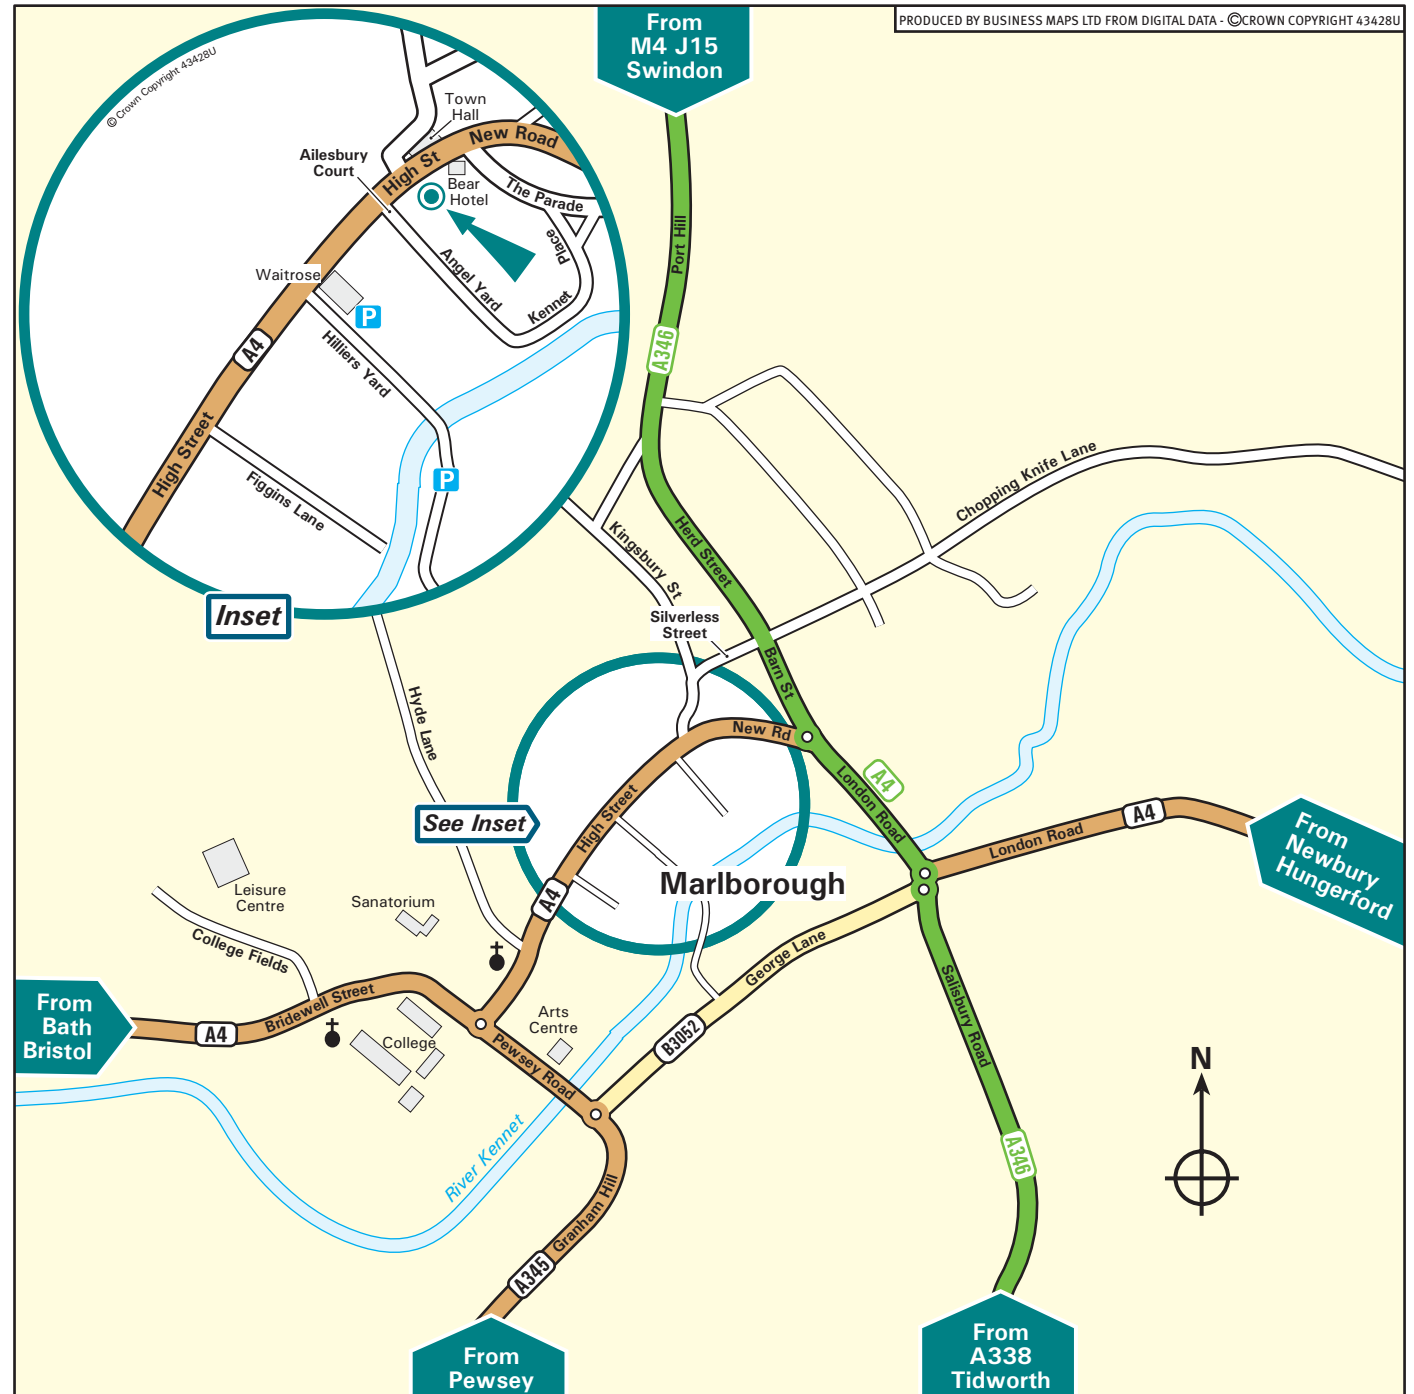 PRODUCED BY BUSINESS MAPS LTD FROM DIGITAL DATA - ©CROWN COPYRIGHT 43428U
From
M4 J15
Swindon
© Crown Copyright 43428U
Town
Hall
New Road
Ailesbury
Court
High St
Bear
Hotel
The Parade
Place
Angel Yard
Kennet
Waitrose
P
A4
Hilliers Yard
High Street
P
Figgins Lane
Inset
Port Hill
A346
Chopping Knife Lane
Herd Street
Kingsbury St
Silverless
Street
Barn St
Hyde Lane
New Rd
A4
London Road
See Inset
High Street
A4
London Road
From
Newbury
Hungerford
Marlborough
Leisure
Centre
Sanatorium
A4
College Fields
George Lane
Salisbury Road
From
Bath
Bristol
A4
Bridewell Street
Arts
Centre
College
Pewsey Road
B3052
N
River Kennet
A346
Granham Hill
A345
From
Pewsey
From
A338
Tidworth